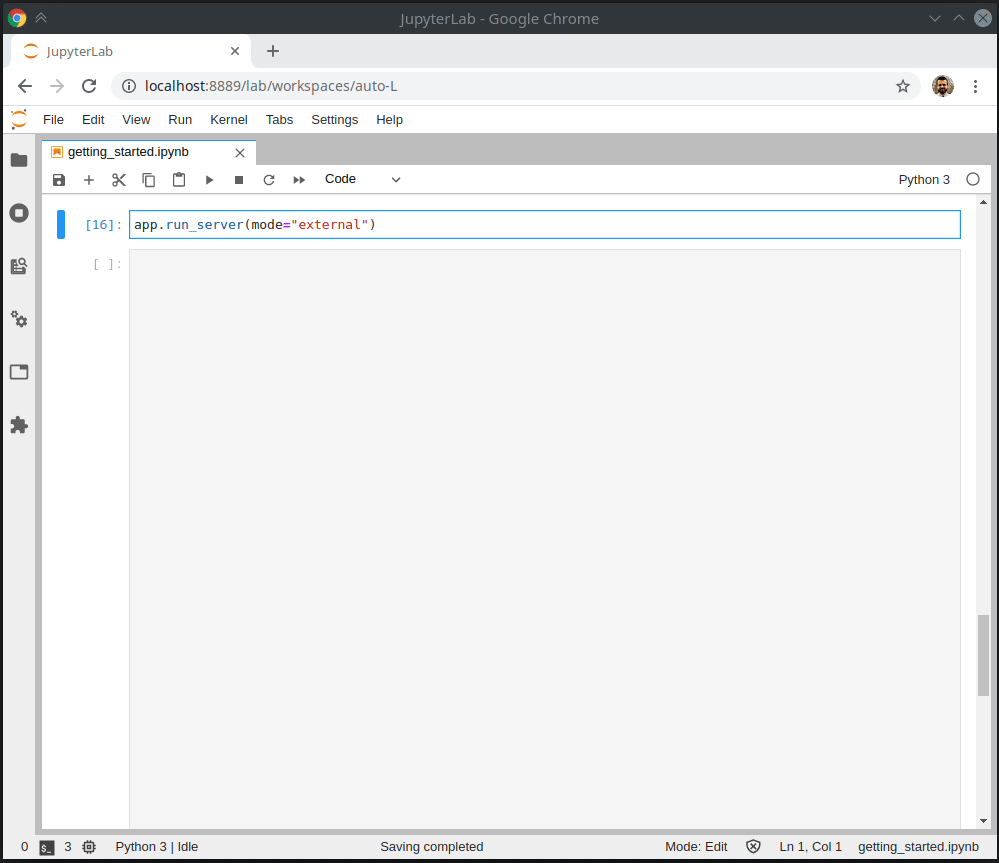 JupyterLab - Google Chrome
JupyterLab
localhost:8889/lab/workspaces/auto-L
File Edit View Run Kernel Tabs Settings Help
getting_started.ipynb
Code Python 3
[16]: app.run_server(mode="external")
[ ]:
0 $_ 3 Python 3 | Idle Saving completed Mode: Edit Ln 1, Col 1 getting_started.ipynb